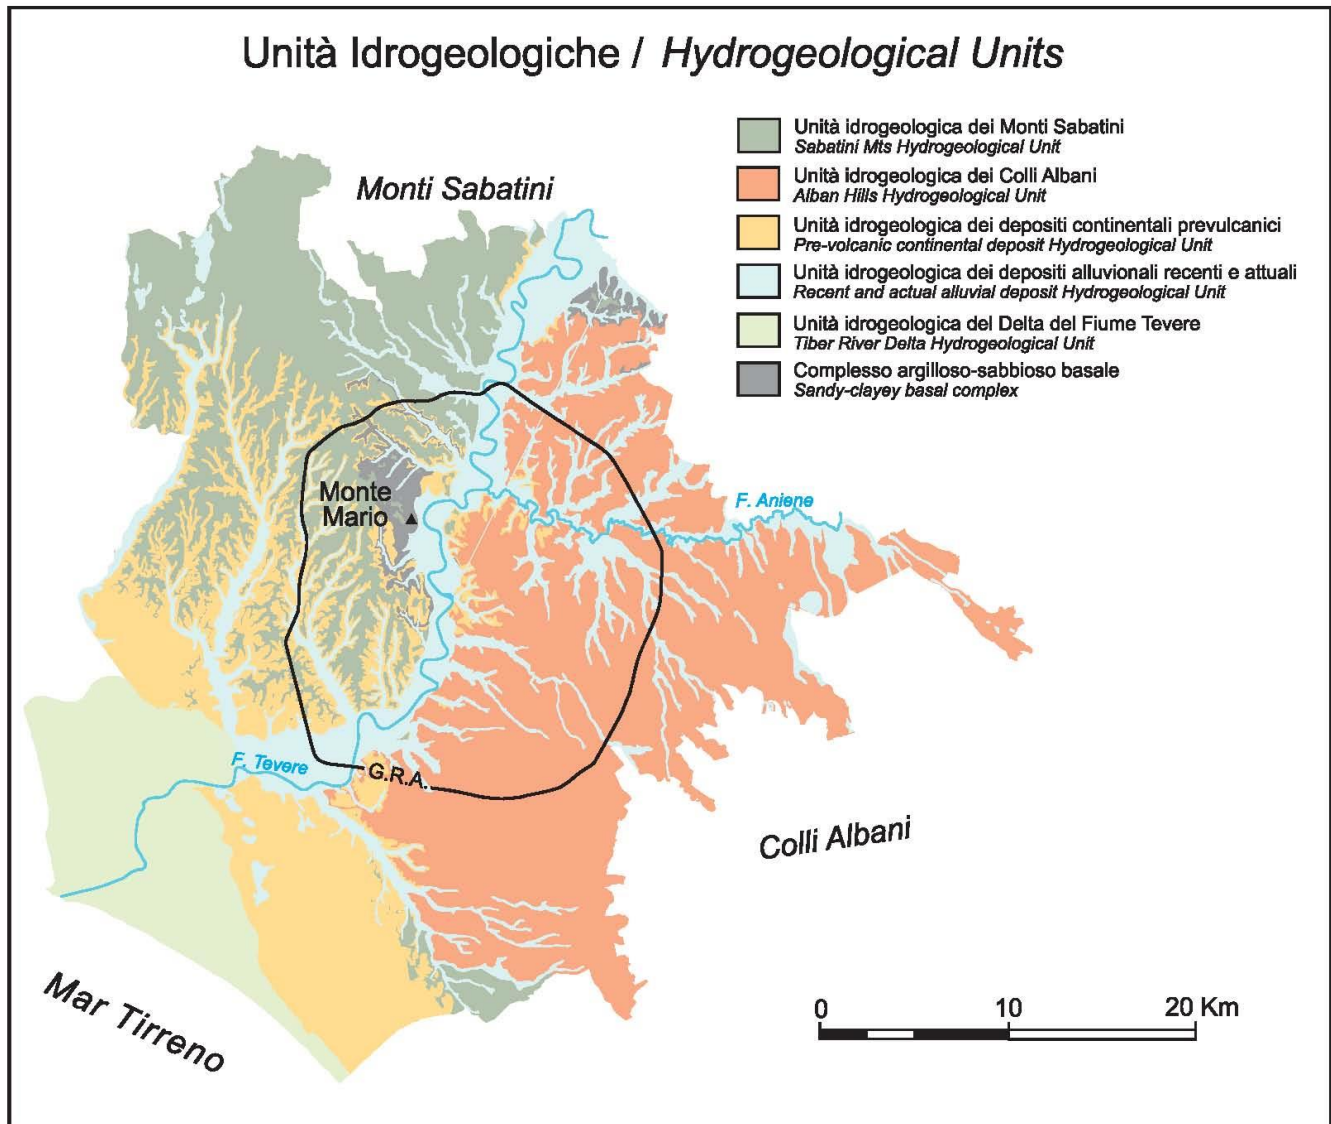 Unità Idrogeologiche / Hydrogeological Units
Unità idrogeologica dei Monti Sabatini
Sabatini Mts Hydrogeological Unit
Unità idrogeologica dei Colli Albani
Alban Hills Hydrogeological Unit
Unità idrogeologica dei depositi continentali prevulcanici
Pre-volcanic continental deposit Hydrogeological Unit
Unità idrogeologica dei depositi alluvionali recenti e attuali
Recent and actual alluvial deposit Hydrogeological Unit
Unità idrogeologica del Delta del Fiume Tevere
Tiber River Delta Hydrogeological Unit
Complesso argilloso-sabbioso basale
Sandy-clayey basal complex
Monti Sabatini
Monte
Mario
F. Aniene
F. Tevere
G.R.A.
Colli Albani
Mar Tirreno
0 10 20 Km